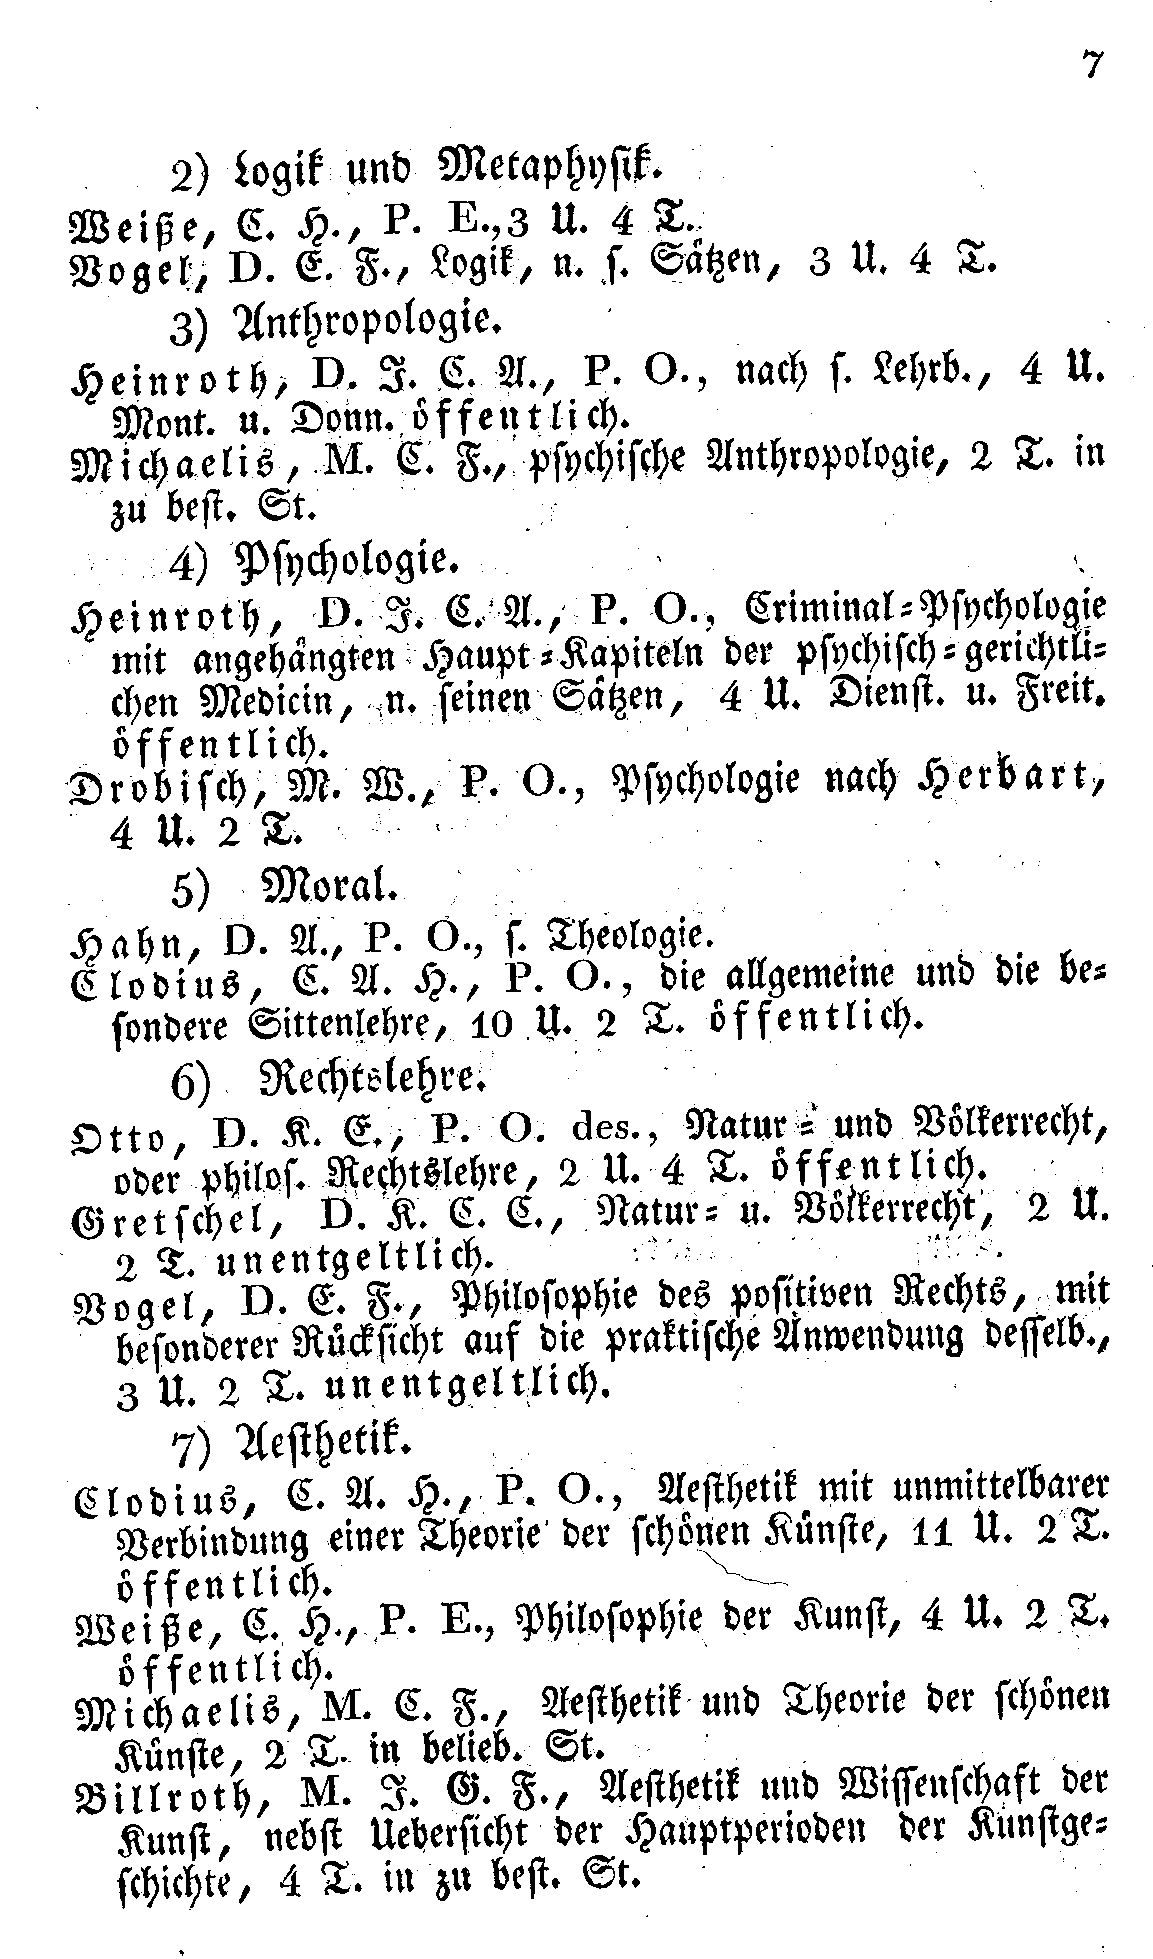 7
2) Logik und Metaphysik.
Weiße, C. H., P. E., 3 U. 4 T.
Vogel, D. E. F., Logik, n. s. Sätzen, 3 U. 4 T.
3) Anthropologie.
Heinroth, D. J. C. A., P. O., nach s. Lehrb., 4 U.
Mont. u. Donn. öffentlich.
Michaelis, M. C. F., psychische Anthropologie, 2 T. in
zu best. St.
4) Psychologie.
Heinroth, D. J. C. A., P. O., Criminal-Psychologie
mit angehängten Haupt-Kapiteln der psychisch-gerichtli-
chen Medicin, n. seinen Sätzen, 4 U. Dienst. u. Freit.
öffentlich.
Drobisch, M. W., P. O., Psychologie nach Herbart,
4 U. 2 T.
5) Moral.
Hahn, D. A., P. O., s. Theologie.
Clodius, C. A. H., P. O., die allgemeine und die be-
sondere Sittenlehre, 10 U. 2 T. öffentlich.
6) Rechtslehre.
Otto, D. K. E., P. O. des., Natur- und Völkerrecht,
oder philos. Rechtslehre, 2 U. 4 T. öffentlich.
Gretschel, D. K. C. C., Natur- u. Völkerrecht, 2 U.
2 T. unentgeltlich.
Vogel, D. E. F., Philosophie des positiven Rechts, mit
besonderer Rücksicht auf die praktische Anwendung desselb.,
3 U. 2 T. unentgeltlich.
7) Aesthetik.
Clodius, C. A. H., P. O., Aesthetik mit unmittelbarer
Verbindung einer Theorie der schönen Künste, 11 U. 2 T.
öffentlich.
Weiße, C. H., P. E., Philosophie der Kunst, 4 U. 2 T.
öffentlich.
Michaelis, M. C. F., Aesthetik und Theorie der schönen
Künste, 2 T. in belieb. St.
Billroth, M. J. G. F., Aesthetik und Wissenschaft der
Kunst, nebst Uebersicht der Hauptperioden der Kunstge-
schichte, 4 T. in zu best. St.